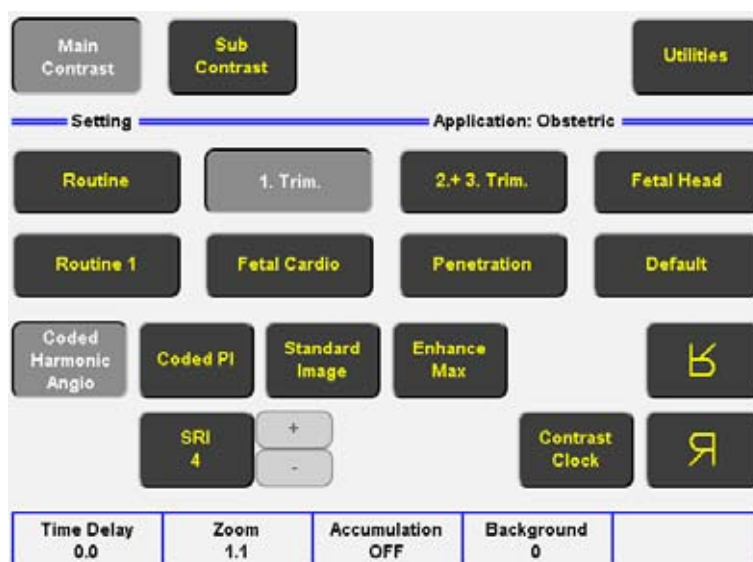 Main
Contrast
Sub
Contrast
Utilities
Setting
Application: Obstetric
Routine
1. Trim.
2.+ 3. Trim.
Fetal Head
Routine 1
Fetal Cardio
Penetration
Default
Coded
Harmonic
Angio
Coded PI
Standard
Image
Enhance
Max
R
SRI
4
+
-
Contrast
Clock
R
Time Delay
0.0
Zoom
1.1
Accumulation
OFF
Background
0